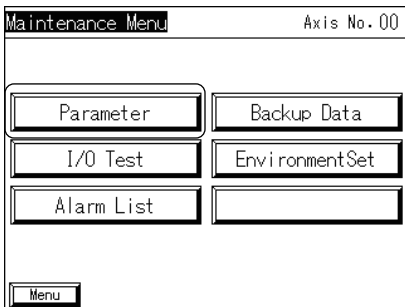 Maintenance Menu Axis No.00
Parameter Backup Data
I/O Test EnvironmentSet
Alarm List
Menu